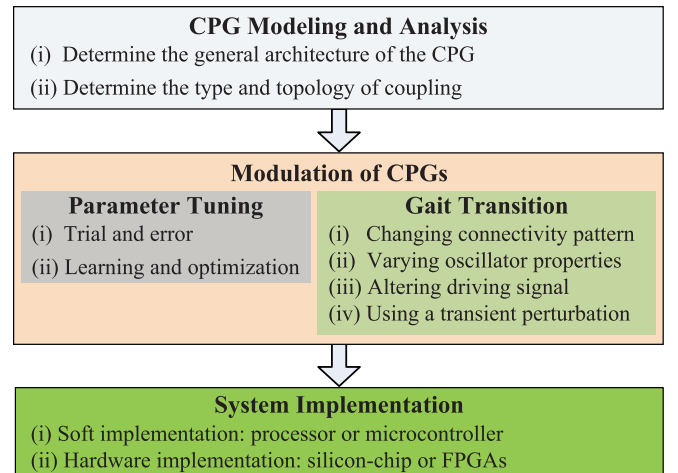 CPG Modeling and Analysis
(i) Determine the general architecture of the CPG
(ii) Determine the type and topology of coupling
Modulation of CPGs
Parameter Tuning
(i) Trial and error
(ii) Learning and optimization
Gait Transition
(i) Changing connectivity pattern
(ii) Varying oscillator properties
(iii) Altering driving signal
(iv) Using a transient perturbation
System Implementation
(i) Soft implementation: processor or microcontroller
(ii) Hardware implementation: silicon-chip or FPGAs